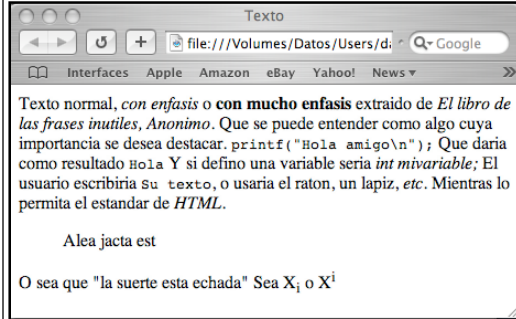 Texto
file:///Volumes/Datos/Users/d
Google
Interfaces Apple Amazon eBay Yahoo! News
Texto normal, con enfasis o con mucho enfasis extraido de El libro de
las frases inutiles, Anonimo. Que se puede entender como algo cuya
importancia se desea destacar. printf("Hola amigo\n"); Que daria
como resultado Hola Y si defino una variable seria int mivariable; El
usuario escribiria Su texto, o usaria el raton, un lapiz, etc. Mientras lo
permita el estandar de HTML.
Alea jacta est
O sea que "la suerte esta echada" Sea Xi o Xi